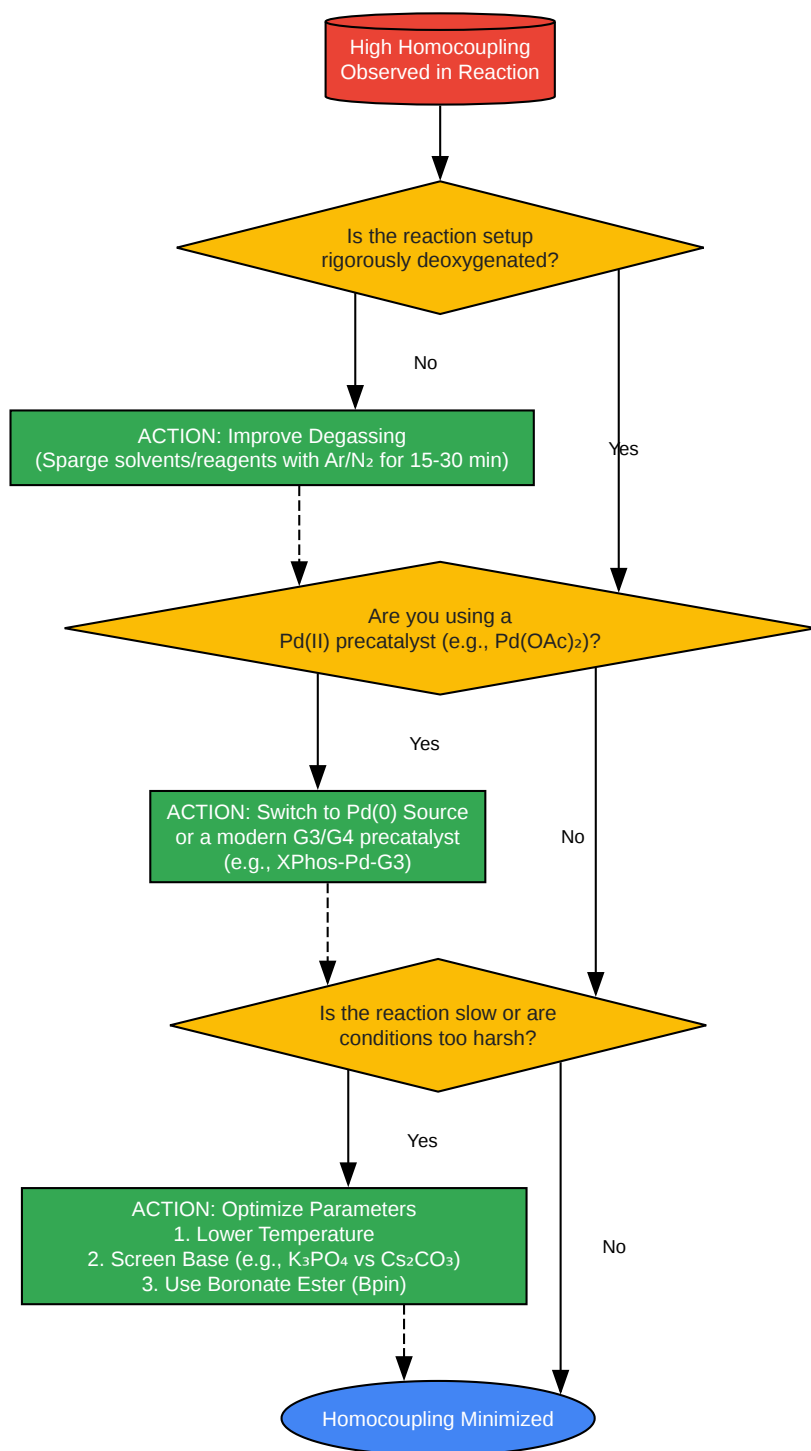 High Homocoupling
Observed in Reaction
Is the reaction setup
rigorously deoxygenated?
No
Yes
ACTION: Improve Degassing
(Sparge solvents/reagents with Ar/N₂ for 15-30 min)
Are you using a
Pd(II) precatalyst (e.g., Pd(OAc)₂)?
Yes
No
ACTION: Switch to Pd(0) Source
or a modern G3/G4 precatalyst
(e.g., XPhos-Pd-G3)
Is the reaction slow or are
conditions too harsh?
Yes
No
ACTION: Optimize Parameters
1. Lower Temperature
2. Screen Base (e.g., K₃PO₄ vs Cs₂CO₃)
3. Use Boronate Ester (Bpin)
Homocoupling Minimized